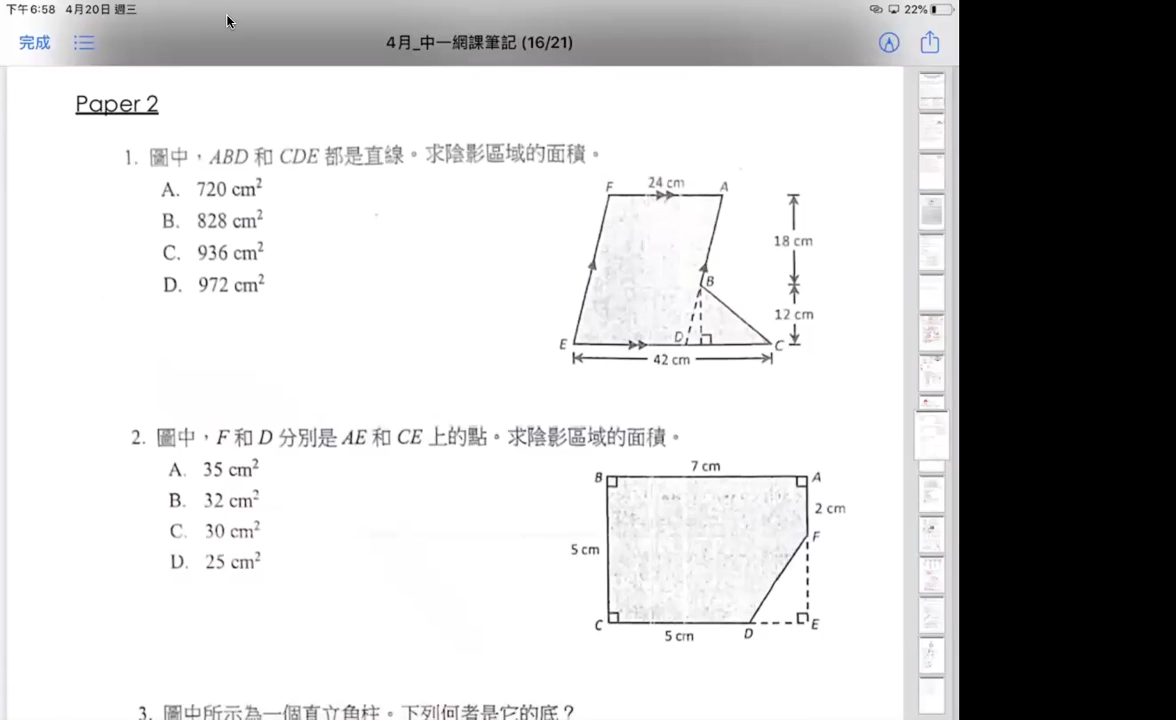 下午6:58 4月20日 週三
22%
完成
4月_中一網課筆記 (16/21)
Paper 2
1. 圖中，ABD 和 CDE 都是直線。求陰影區域的面積。
A. 720 cm²
B. 828 cm²
C. 936 cm²
D. 972 cm²
F 24 cm A
18 cm
B
12 cm
E D C
42 cm
2. 圖中，F 和 D 分別是 AE 和 CE 上的點。求陰影區域的面積。
A. 35 cm²
B. 32 cm²
C. 30 cm²
D. 25 cm²
7 cm
B A
2 cm
F
5 cm
C D E
5 cm
3. 圖中所示為一個直立角柱。下列何者是它的底？